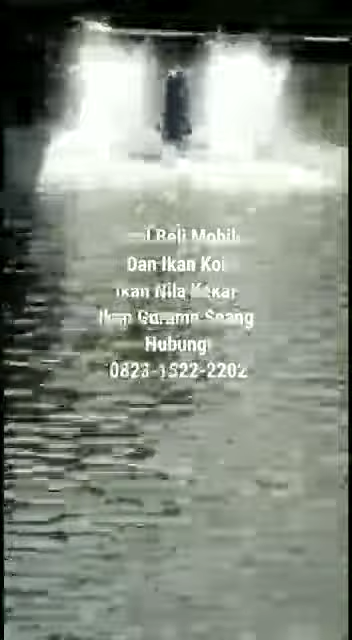 Beli Mobil
Dan Ikan Koi
Ikan Nila Kekar
Ikan Gurame Soang
Hubungi
0823-1522-2202